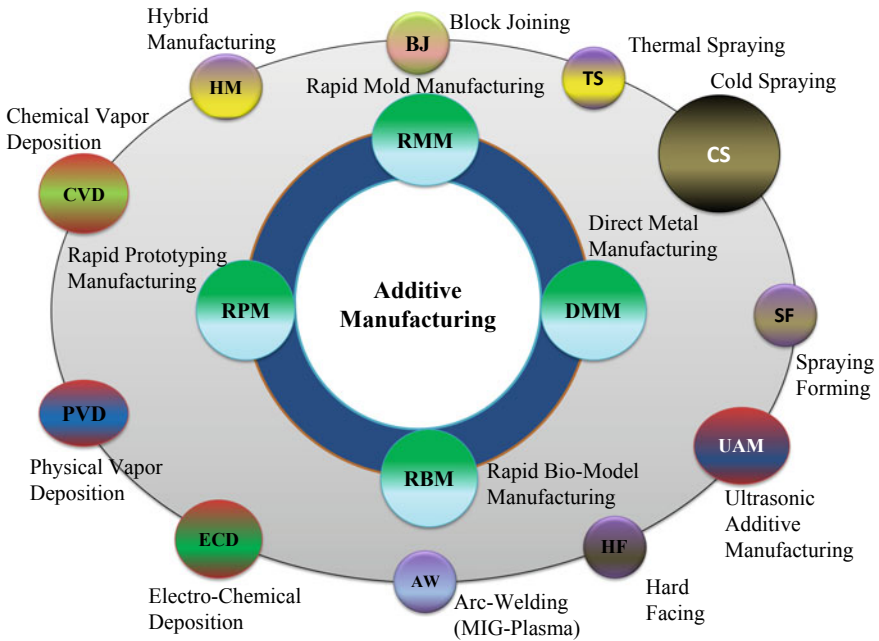 Hybrid
Manufacturing
HM
BJ
Block Joining
TS
Thermal Spraying
Cold Spraying
CS
Rapid Mold Manufacturing
RMM
Chemical Vapor
Deposition
CVD
Direct Metal
Manufacturing
DMM
Rapid Prototyping
Manufacturing
RPM
Additive
Manufacturing
SF
Spraying
Forming
PVD
Physical Vapor
Deposition
UAM
Ultrasonic
Additive
Manufacturing
RBM
Rapid Bio-Model
Manufacturing
ECD
Electro-Chemical
Deposition
AW
Arc-Welding
(MIG-Plasma)
HF
Hard
Facing